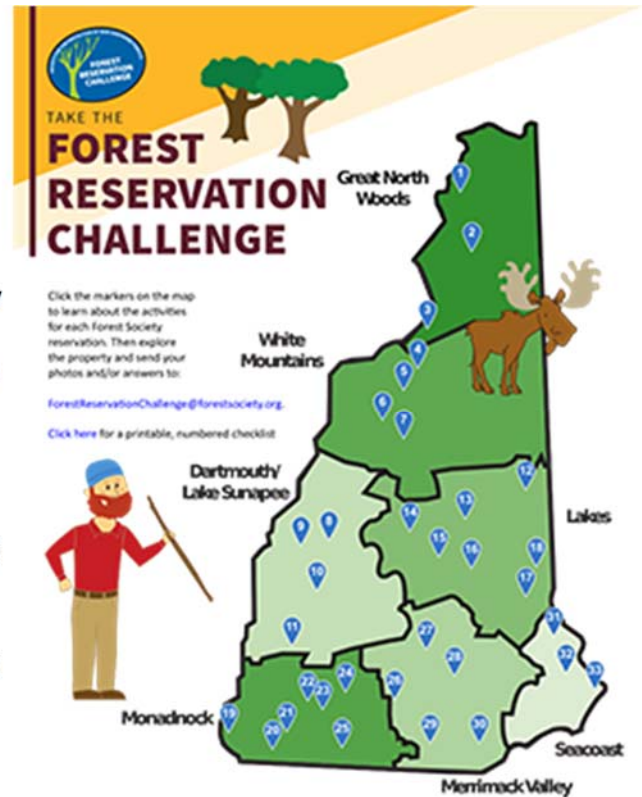 FOREST
RESERVATION
CHALLENGE
TAKE THE
FOREST
RESERVATION
CHALLENGE
Click the markers on the map
to learn about the activities
for each Forest Society
reservation. Then explore
the property and send your
photos and/or answers to:
ForestReservationChallenge@forestsociety.org.
Click here for a printable, numbered checklist
Great North
Woods
1
2
3
White
Mountains
4
5
6
7
Dartmouth/
Lake Sunapee
8
9
10
11
Lakes
12
13
14
15
16
17
18
Monadnock
19
20
21
22
23
24
25
Merrimack Valley
26
27
28
29
30
Seacoast
31
32
33